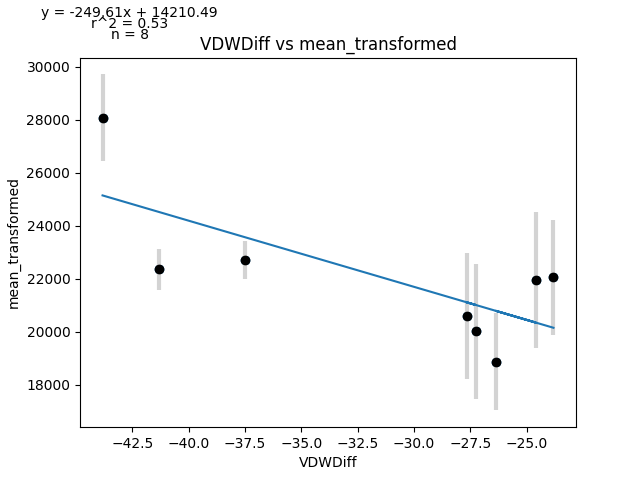 y = -249.61x + 14210.49
r^2 = 0.53
n = 8
VDWDiff vs mean_transformed
30000
28000
26000
24000
22000
20000
18000
mean_transformed
−42.5 −40.0 −37.5 −35.0 −32.5 −30.0 −27.5 −25.0
VDWDiff